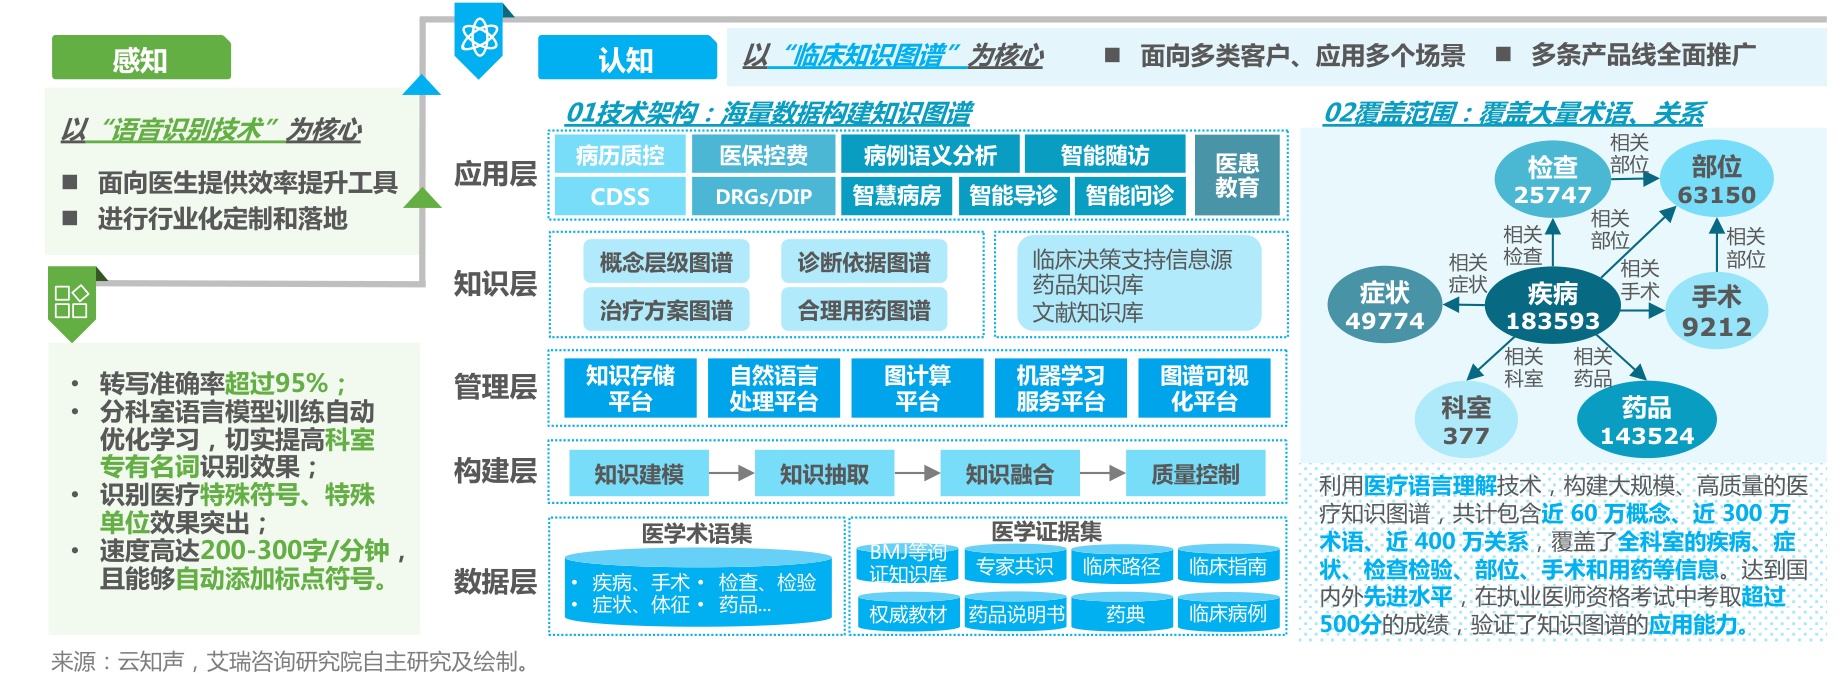 感知
以“语音识别技术”为核心
■ 面向医生提供效率提升工具
■ 进行行业化定制和落地
• 转写准确率超过95%；
• 分科室语言模型训练自动
优化学习，切实提高科室
专有名词识别效果；
• 识别医疗特殊符号、特殊
单位效果突出；
• 速度高达200-300字/分钟，
且能够自动添加标点符号。
认知
以“临床知识图谱”为核心
■ 面向多类客户、应用多个场景
■ 多条产品线全面推广
01技术架构：海量数据构建知识图谱
应用层
病历质控
医保控费
病例语义分析
智能随访
医患
教育
CDSS
DRGs/DIP
智慧病房
智能导诊
智能问诊
知识层
概念层级图谱
诊断依据图谱
治疗方案图谱
合理用药图谱
临床决策支持信息源
药品知识库
文献知识库
管理层
知识存储
平台
自然语言
处理平台
图计算
平台
机器学习
服务平台
图谱可视
化平台
构建层
知识建模
知识抽取
知识融合
质量控制
数据层
医学术语集
• 疾病、手术
• 检查、检验
• 症状、体征
• 药品...
医学证据集
BMJ等询
证知识库
专家共识
临床路径
临床指南
权威教材
药品说明书
药典
临床病例
02覆盖范围：覆盖大量术语、关系
检查
25747
相关
部位
部位
63150
相关
检查
相关
部位
相关
部位
症状
49774
相关
症状
疾病
183593
相关
手术
手术
9212
相关
科室
相关
药品
科室
377
药品
143524
利用医疗语言理解技术，构建大规模、高质量的医
疗知识图谱，共计包含近 60 万概念、近 300 万
术语、近 400 万关系，覆盖了全科室的疾病、症
状、检查检验、部位、手术和用药等信息。达到国
内外先进水平，在执业医师资格考试中考取超过
500分的成绩，验证了知识图谱的应用能力。
来源：云知声，艾瑞咨询研究院自主研究及绘制。